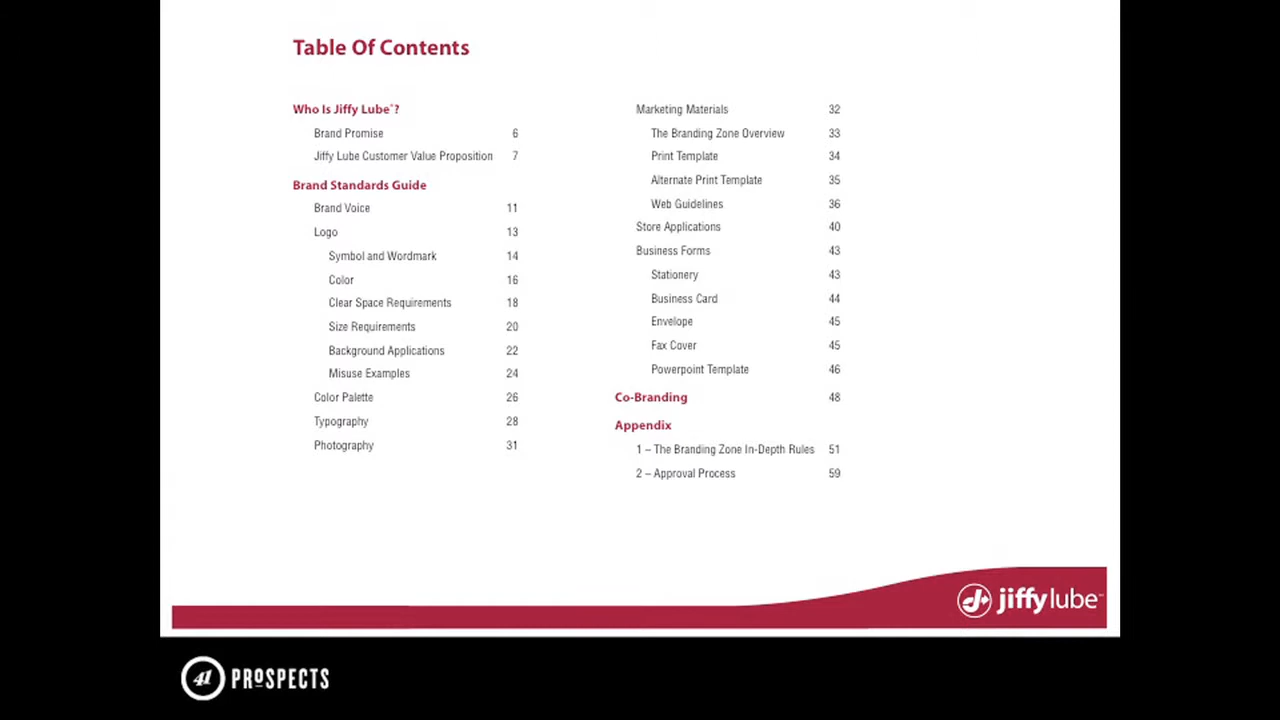 Table Of Contents
Who Is Jiffy Lube®?
Brand Promise 6
Jiffy Lube Customer Value Proposition 7
Brand Standards Guide
Brand Voice 11
Logo 13
Symbol and Wordmark 14
Color 16
Clear Space Requirements 18
Size Requirements 20
Background Applications 22
Misuse Examples 24
Color Palette 26
Typography 28
Photography 31
Marketing Materials 32
The Branding Zone Overview 33
Print Template 34
Alternate Print Template 35
Web Guidelines 36
Store Applications 40
Business Forms 43
Stationery 43
Business Card 44
Envelope 45
Fax Cover 45
Powerpoint Template 46
Co-Branding 48
Appendix
1 – The Branding Zone In-Depth Rules 51
2 – Approval Process 59
jiffylube™
41 PROSPECTS